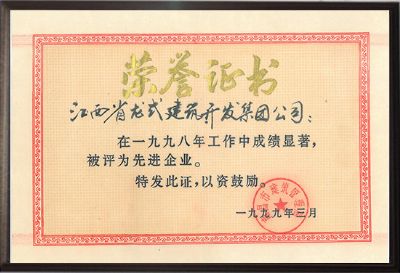 荣誉证书
江西省龙式建筑开发集团公司：
在一九九八年工作中成绩显著，
被评为先进企业。
特发此证，以资鼓励。
一九九九年三月